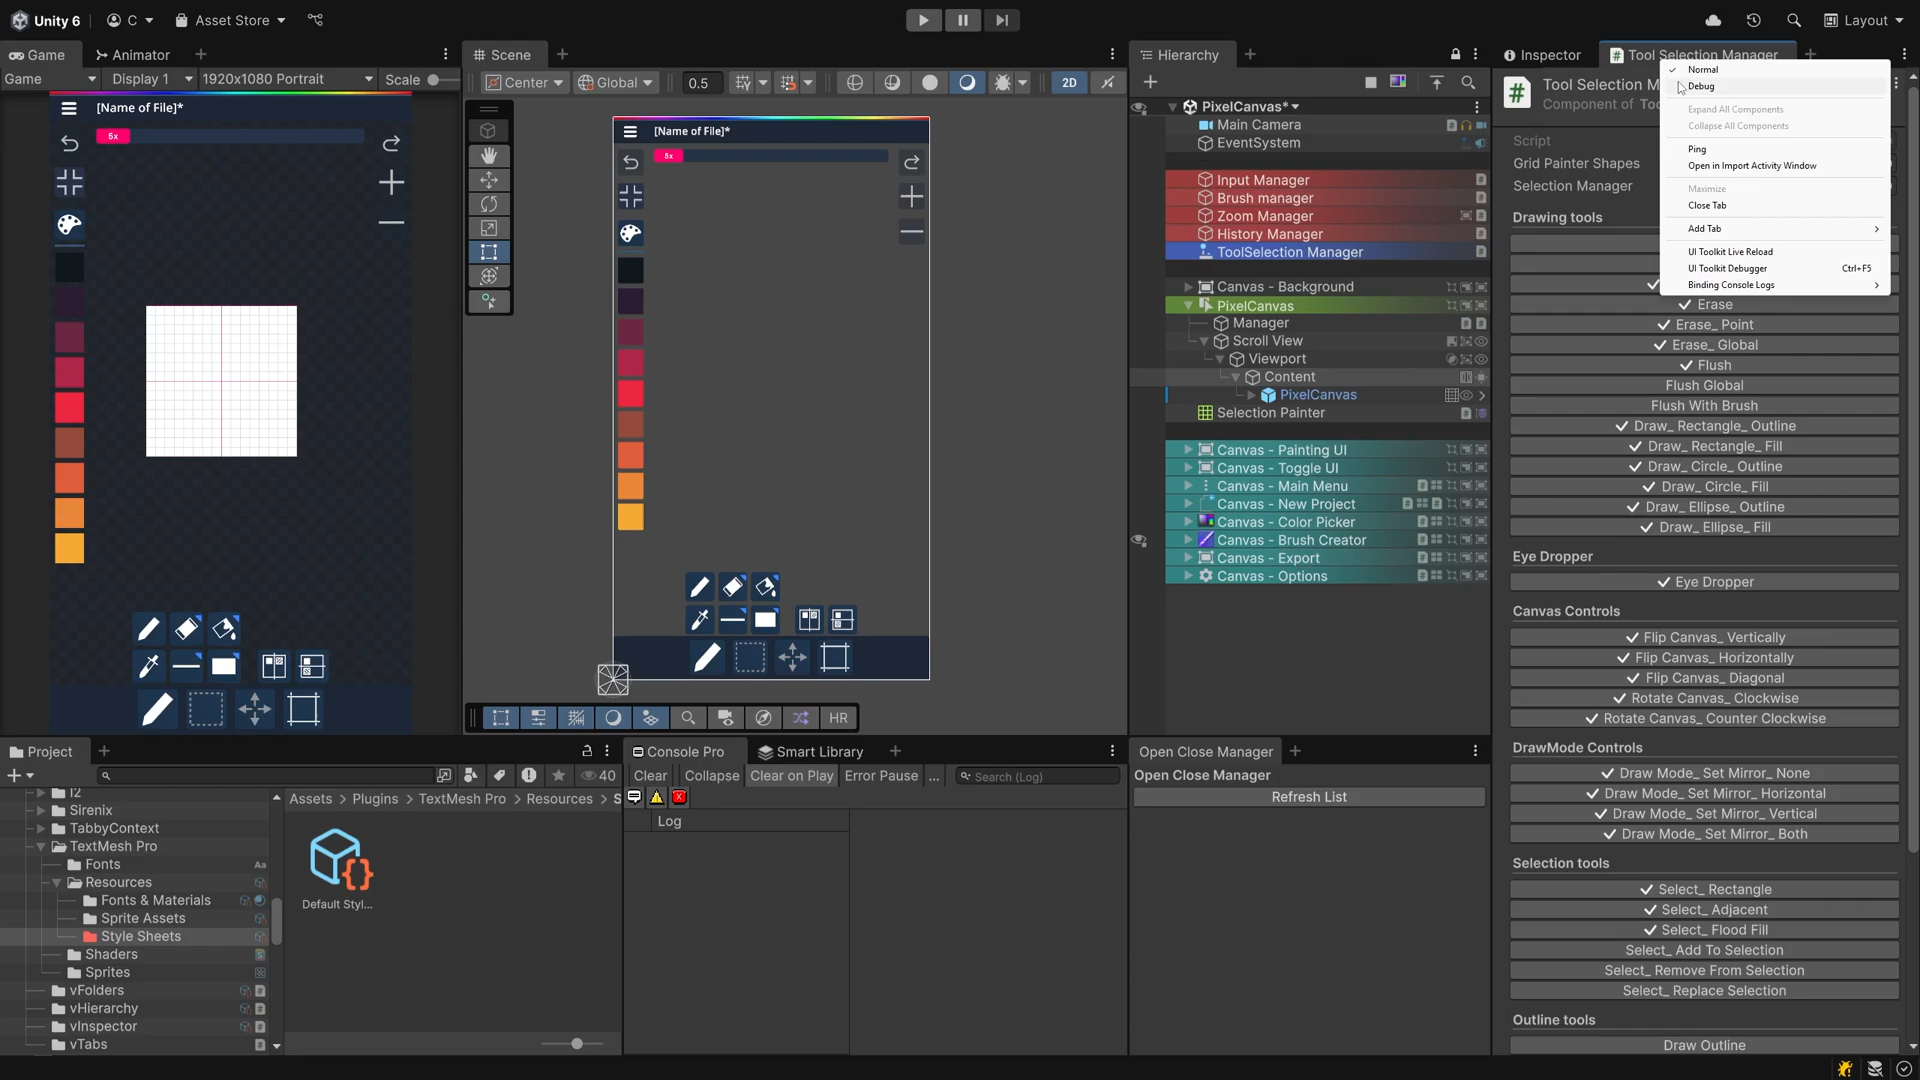 Unity 6
C
Asset Store
Layout
Game
Animator
Game
Display 1
1920x1080 Portrait
Scale
[Name of File]*
5x
Scene
Center
Global
0.5
2D
[Name of File]*
5x
HR
Hierarchy
PixelCanvas*
Main Camera
EventSystem
Input Manager
Brush manager
Zoom Manager
History Manager
ToolSelection Manager
Canvas - Background
PixelCanvas
Manager
Scroll View
Viewport
Content
PixelCanvas
Selection Painter
Canvas - Painting UI
Canvas - Toggle UI
Canvas - Main Menu
Canvas - New Project
Canvas - Color Picker
Canvas - Brush Creator
Canvas - Export
Canvas - Options
Inspector
Tool Selection Manager
Tool Selection M
Component of Too
Script
Grid Painter Shapes
Selection Manager
Normal
Debug
Expand All Components
Collapse All Components
Ping
Open in Import Activity Window
Maximize
Close Tab
Add Tab
UI Toolkit Live Reload
UI Toolkit Debugger Ctrl+F5
Binding Console Logs
Drawing tools
Erase
Erase_ Point
Erase_ Global
Flush
Flush Global
Flush With Brush
Draw_ Rectangle_ Outline
Draw_ Rectangle_ Fill
Draw_ Circle_ Outline
Draw_ Circle_ Fill
Draw_ Ellipse_ Outline
Draw_ Ellipse_ Fill
Eye Dropper
Eye Dropper
Canvas Controls
Flip Canvas_ Vertically
Flip Canvas_ Horizontally
Flip Canvas_ Diagonal
Rotate Canvas_ Clockwise
Rotate Canvas_ Counter Clockwise
DrawMode Controls
Draw Mode_ Set Mirror_ None
Draw Mode_ Set Mirror_ Horizontal
Draw Mode_ Set Mirror_ Vertical
Draw Mode_ Set Mirror_ Both
Selection tools
Select_ Rectangle
Select_ Adjacent
Select_ Flood Fill
Select_ Add To Selection
Select_ Remove From Selection
Select_ Replace Selection
Outline tools
Draw Outline
Project
40
I2
Sirenix
TabbyContext
TextMesh Pro
Fonts
Aa
Resources
Fonts & Materials
Sprite Assets
Style Sheets
Shaders
Sprites
vFolders
vHierarchy
vInspector
vTabs
Assets > Plugins > TextMesh Pro > Resources > S
Default Styl...
Console Pro
Smart Library
Clear
Collapse
Clear on Play
Error Pause
...
Search (Log)
Log
Open Close Manager
Open Close Manager
Refresh List